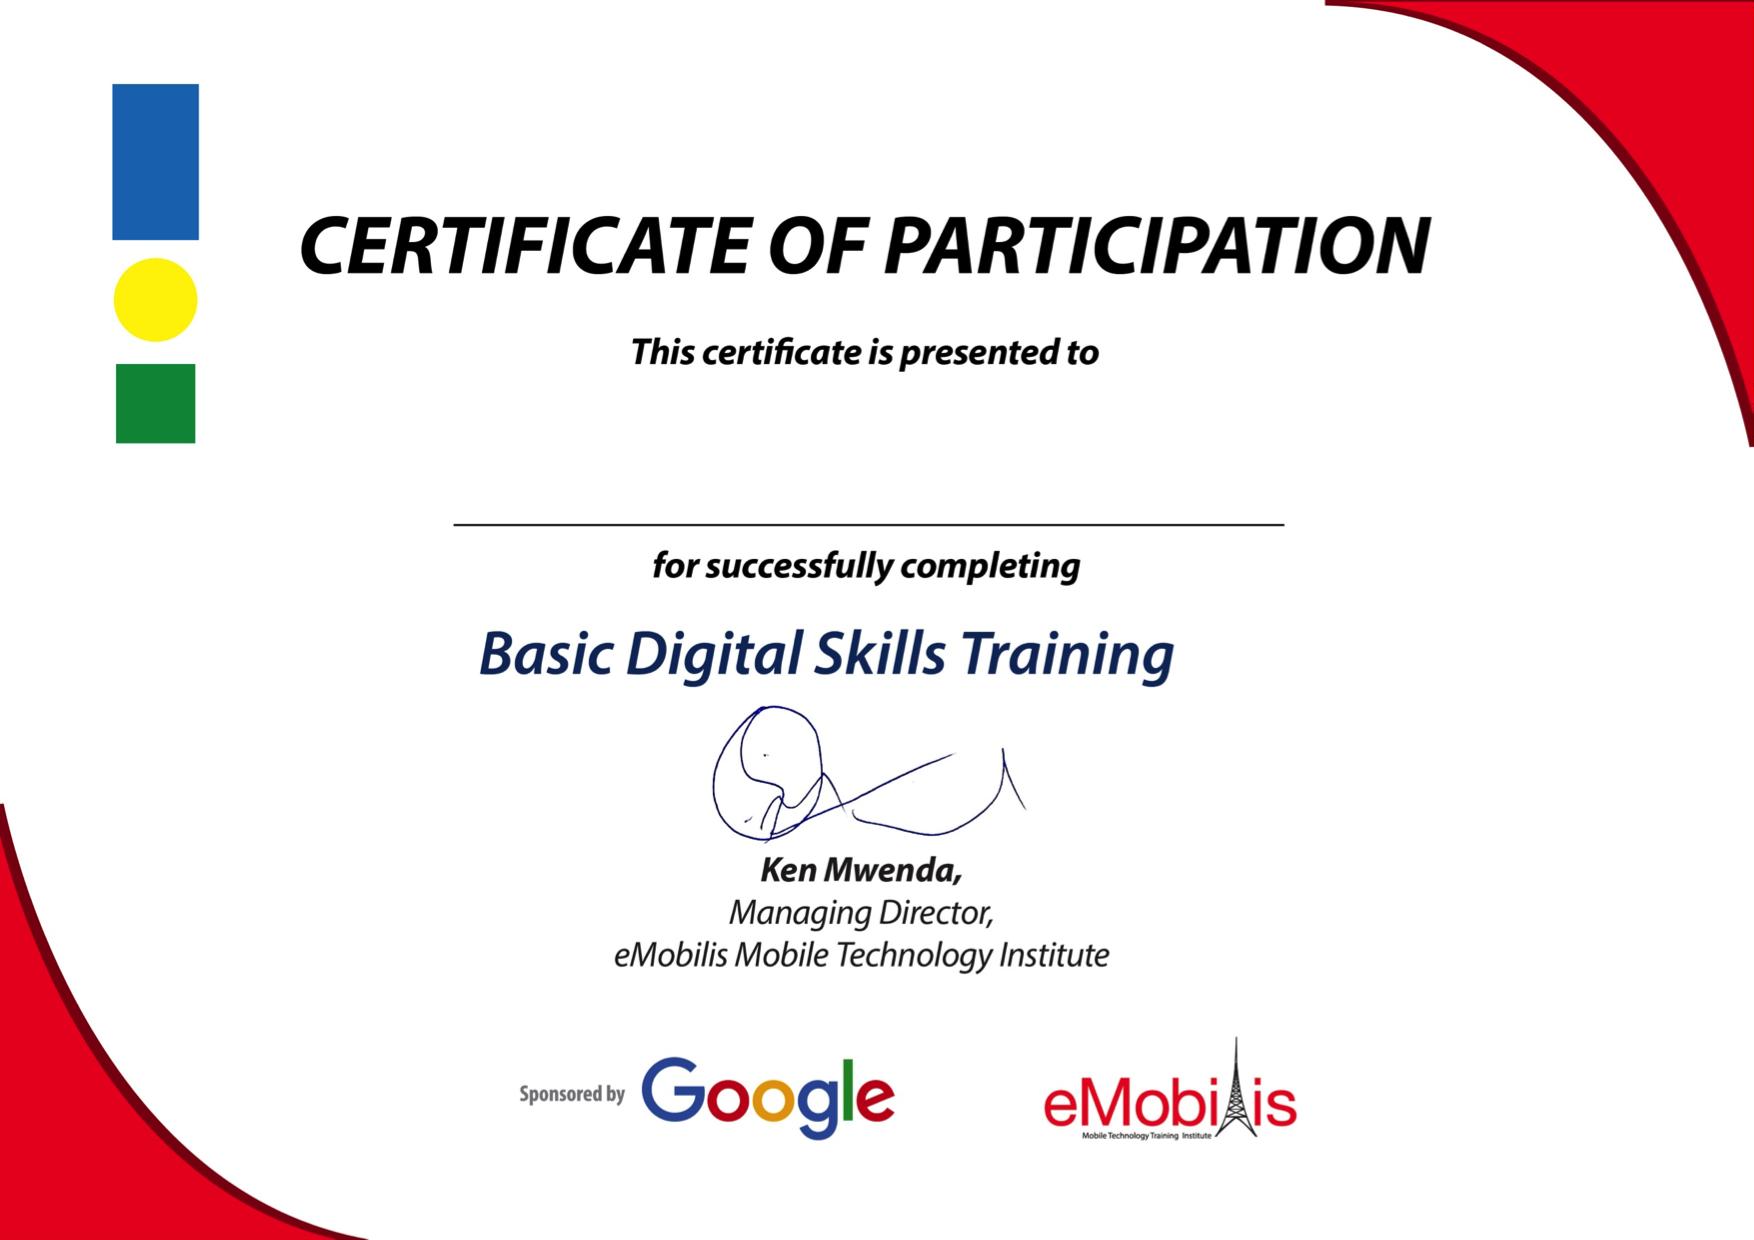 CERTIFICATE OF PARTICIPATION
This certificate is presented to
for successfully completing
Basic Digital Skills Training
Ken Mwenda,
Managing Director,
eMobilis Mobile Technology Institute
Sponsored by Google
eMobilis
Mobile Technology Training Institute